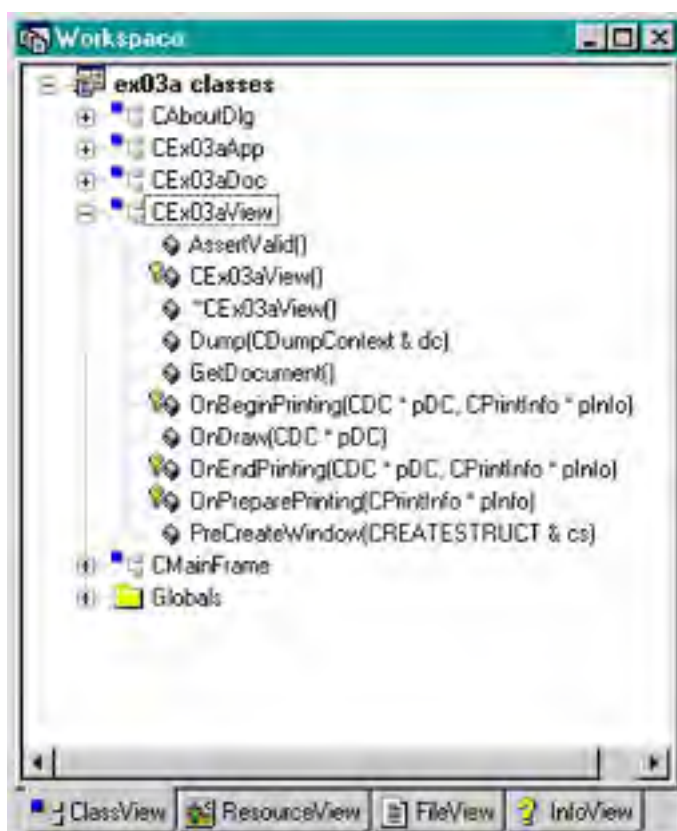 Workspace
ex03a classes
CAboutDlg
CEx03aApp
CEx03aDoc
CEx03aView
AssertValid()
CEx03aView()
~CEx03aView()
Dump(CDumpContext & dc)
GetDocument()
OnBeginPrinting(CDC * pDC, CPrintInfo * pInfo)
OnDraw(CDC * pDC)
OnEndPrinting(CDC * pDC, CPrintInfo * pInfo)
OnPreparePrinting(CPrintInfo * pInfo)
PreCreateWindow(CREATESTRUCT & cs)
CMainFrame
Globals
ClassView ResourceView FileView InfoView